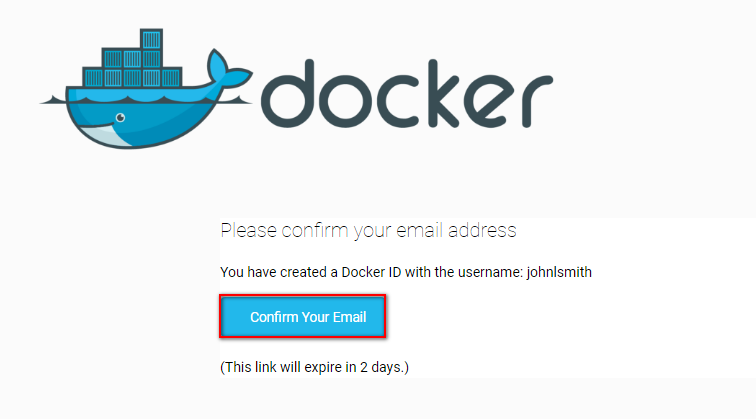 docker
Please confirm your email address
You have created a Docker ID with the username: johnlsmith
Confirm Your Email
(This link will expire in 2 days.)